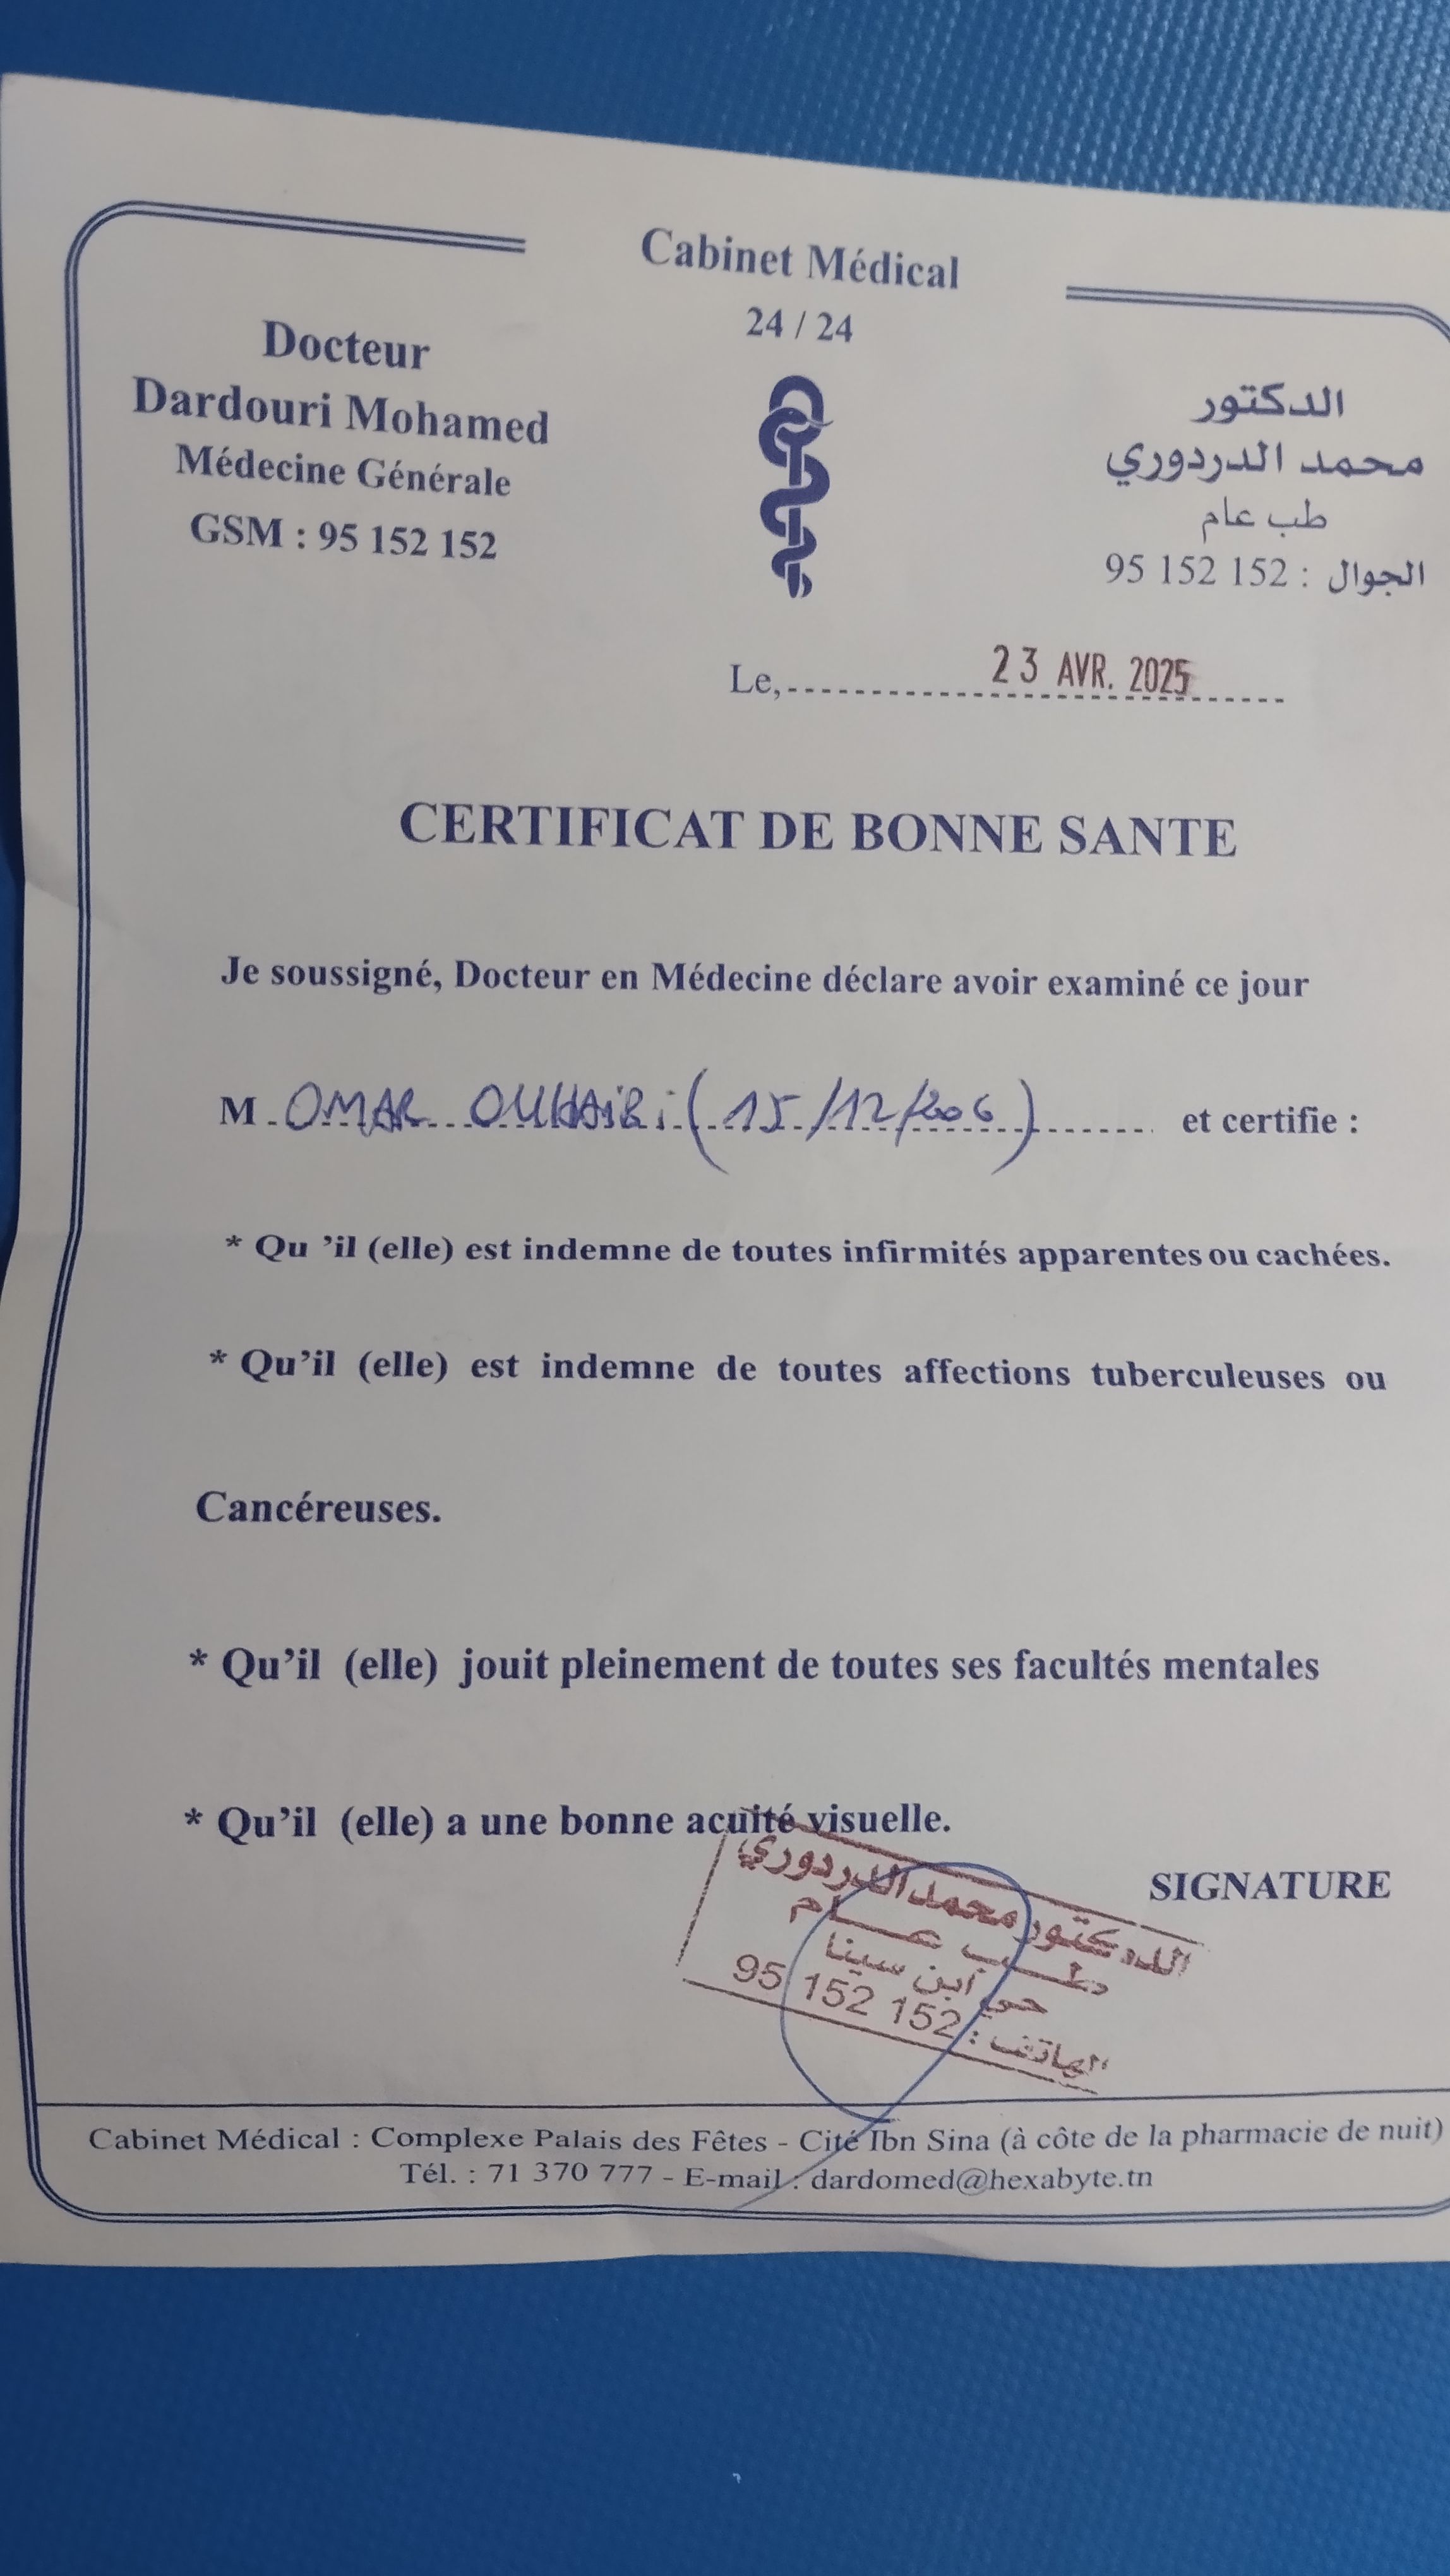 Cabinet Médical
24 / 24
Docteur
Dardouri Mohamed
Médecine Générale
GSM : 95 152 152
الدكتور
محمد الدردوري
طب عام
الجوال : 152 152 95
Le, 23 AVR. 2025
CERTIFICAT DE BONNE SANTE
Je soussigné, Docteur en Médecine déclare avoir examiné ce jour
M. OMAR (15/12/2006) et certifie :
* Qu ’il (elle) est indemne de toutes infirmités apparentes ou cachées.
* Qu’il (elle) est indemne de toutes affections tuberculeuses ou
Cancéreuses.
* Qu’il (elle) jouit pleinement de toutes ses facultés mentales
* Qu’il (elle) a une bonne acuité visuelle.
SIGNATURE
الدكتور محمد الدردوري
طب عام
حي ابن سينا
الهاتف : 152 152 95
Cabinet Médical : Complexe Palais des Fêtes - Cité Ibn Sina (à côte de la pharmacie de nuit)
Tél. : 71 370 777 - E-mail : dardomed@hexabyte.tn